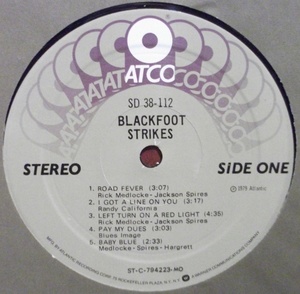 ATCO
SD 38-112
BLACKFOOT
STRIKES
STEREO
SiDE ONE
1. ROAD FEVER (3:07)
Rick Medlocke - Jackson Spires
2. I GOT A LINE ON YOU (3:17)
Randy California
3. LEFT TURN ON A RED LIGHT (4:35)
Rick Medlocke - Jackson Spires
4. PAY MY DUES (3:03)
Blues Image
5. BABY BLUE (2:33)
Medlocke - Spires - Hargrett
ST-C-794223-MO